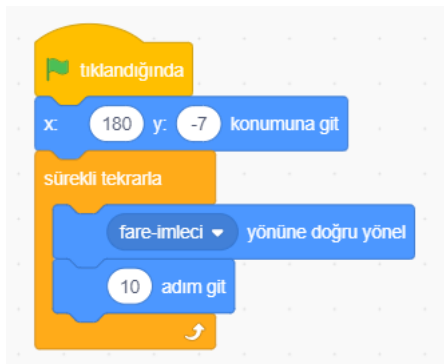 tıklandığında
x: 180 y: -7 konumuna git
sürekli tekrarla
fare-imleci yönüne doğru yönel
10 adım git